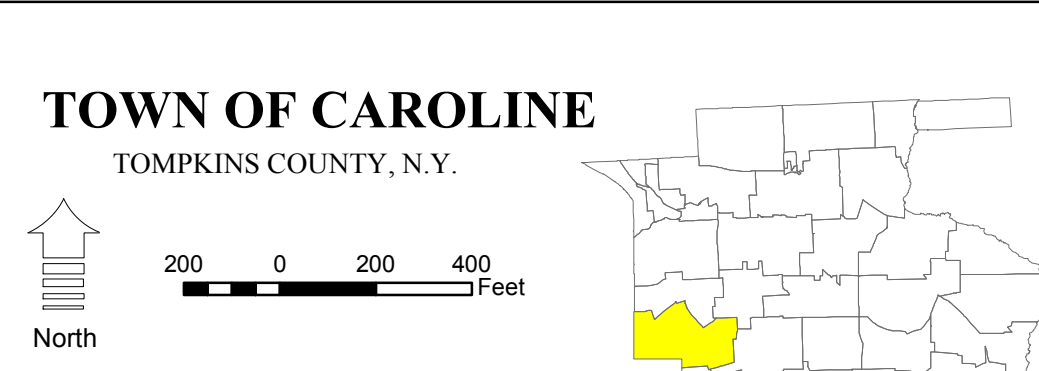 TOWN OF CAROLINE
TOMPKINS COUNTY, N.Y.
200 0 200 400
Feet
North